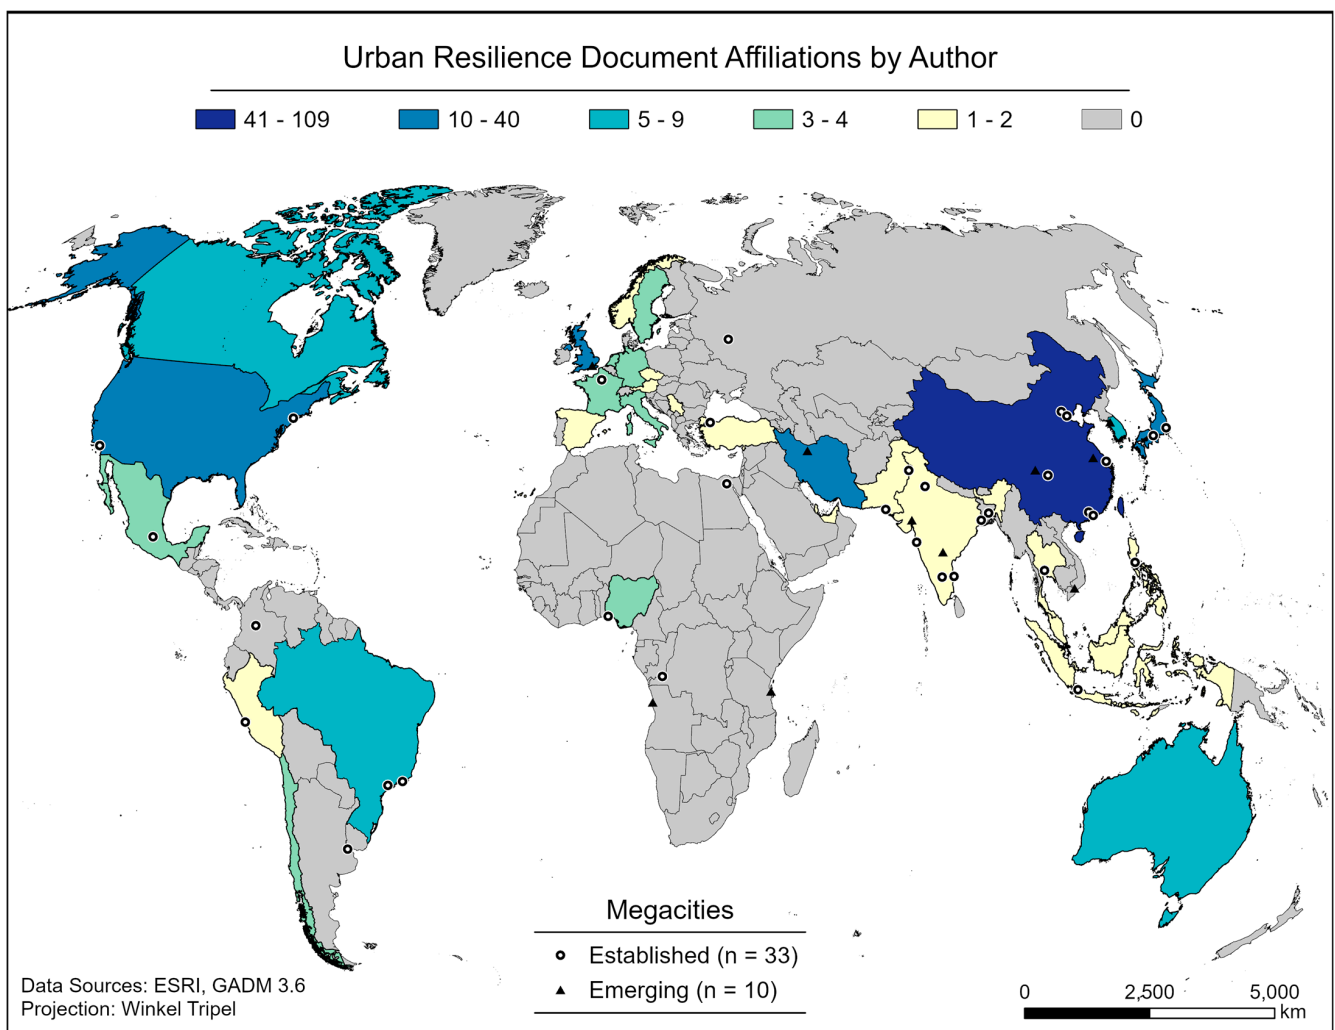 Urban Resilience Document Affiliations by Author
41 - 109 10 - 40 5 - 9 3 - 4 1 - 2 0
Megacities
Established (n = 33)
Emerging (n = 10)
Data Sources: ESRI, GADM 3.6
Projection: Winkel Tripel
0 2,500 5,000
km